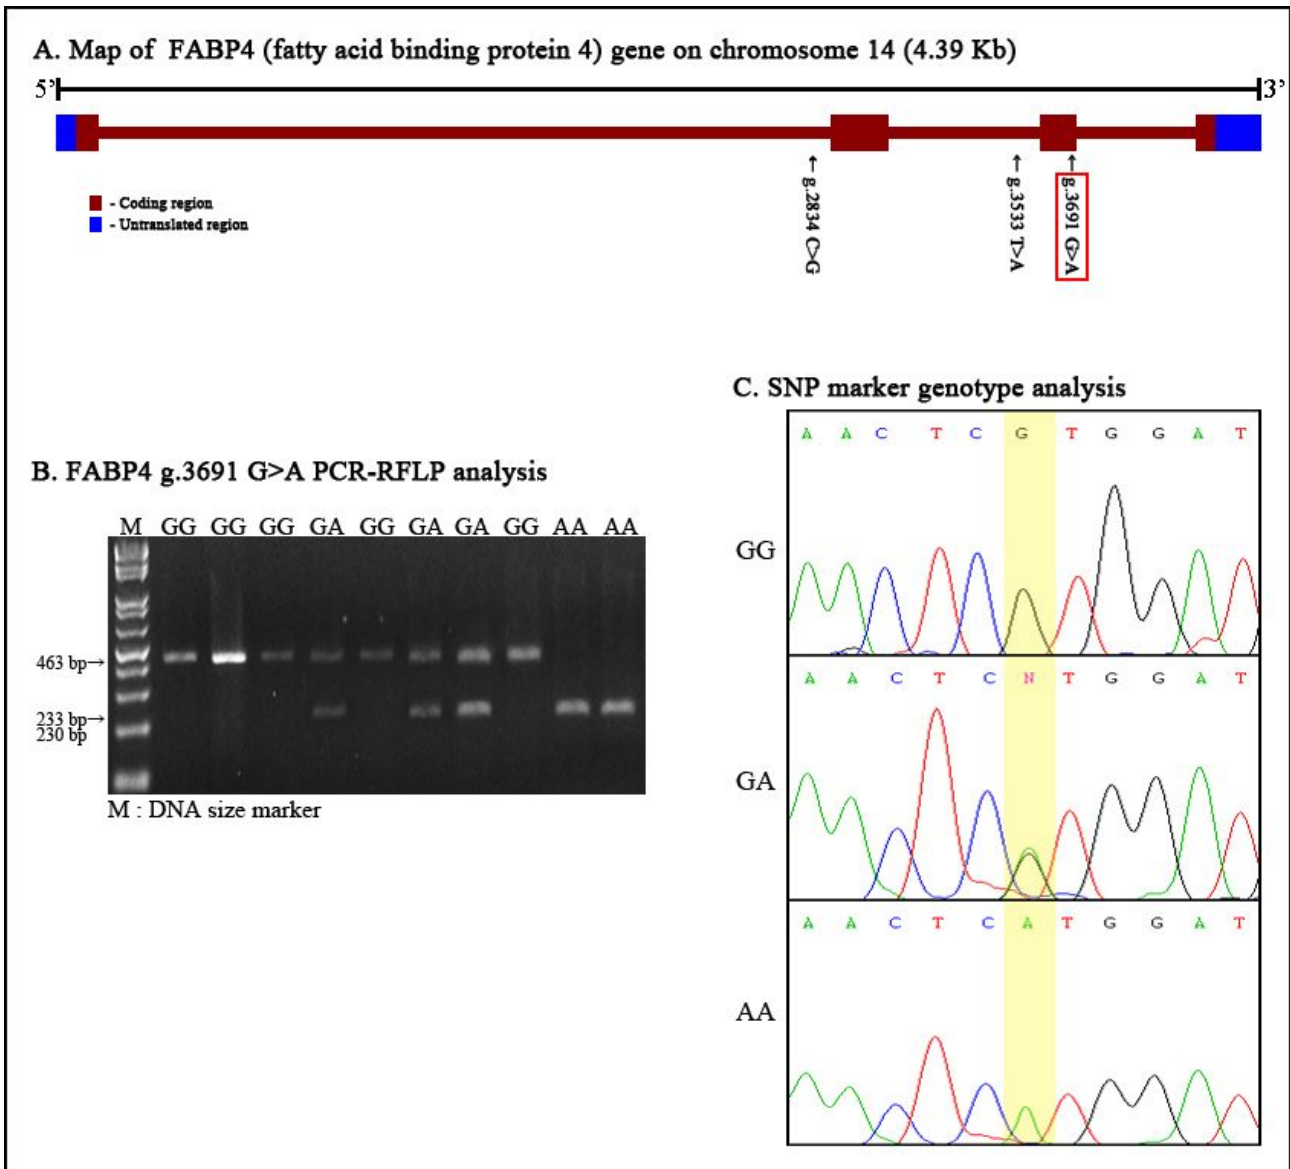 A. Map of FABP4 (fatty acid binding protein 4) gene on chromosome 14 (4.39 Kb)
5’ 3’
- Coding region
- Untranslated region
←g.2834 C>G
←g.3533 T>A
←g.3691 G>A
B. FABP4 g.3691 G>A PCR-RFLP analysis
M GG GG GG GA GG GA GA GG AA AA
463 bp→
233 bp→
230 bp
M : DNA size marker
C. SNP marker genotype analysis
A A C T C G T G G A T
GG
A A C T C N T G G A T
GA
A A C T C A T G G A T
AA